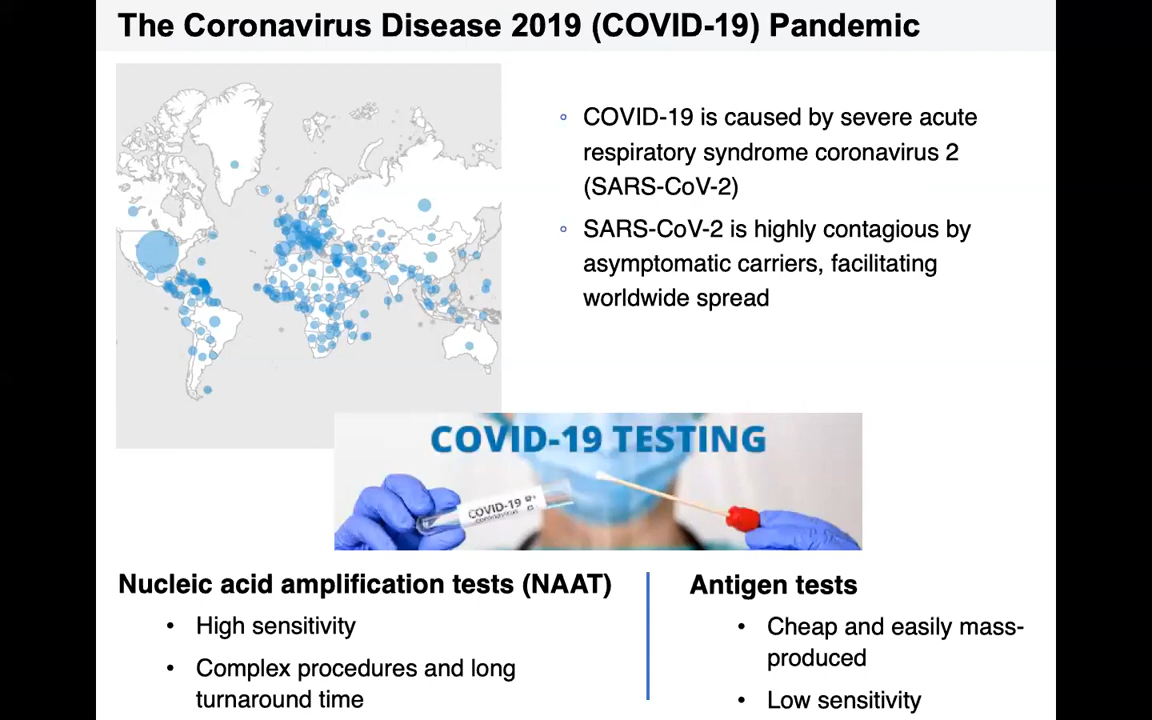 The Coronavirus Disease 2019 (COVID-19) Pandemic
◦ COVID-19 is caused by severe acute
respiratory syndrome coronavirus 2
(SARS-CoV-2)
◦ SARS-CoV-2 is highly contagious by
asymptomatic carriers, facilitating
worldwide spread
COVID-19 TESTING
COVID-19
coronavirus
Nucleic acid amplification tests (NAAT)
• High sensitivity
• Complex procedures and long
turnaround time
Antigen tests
• Cheap and easily mass-
produced
• Low sensitivity